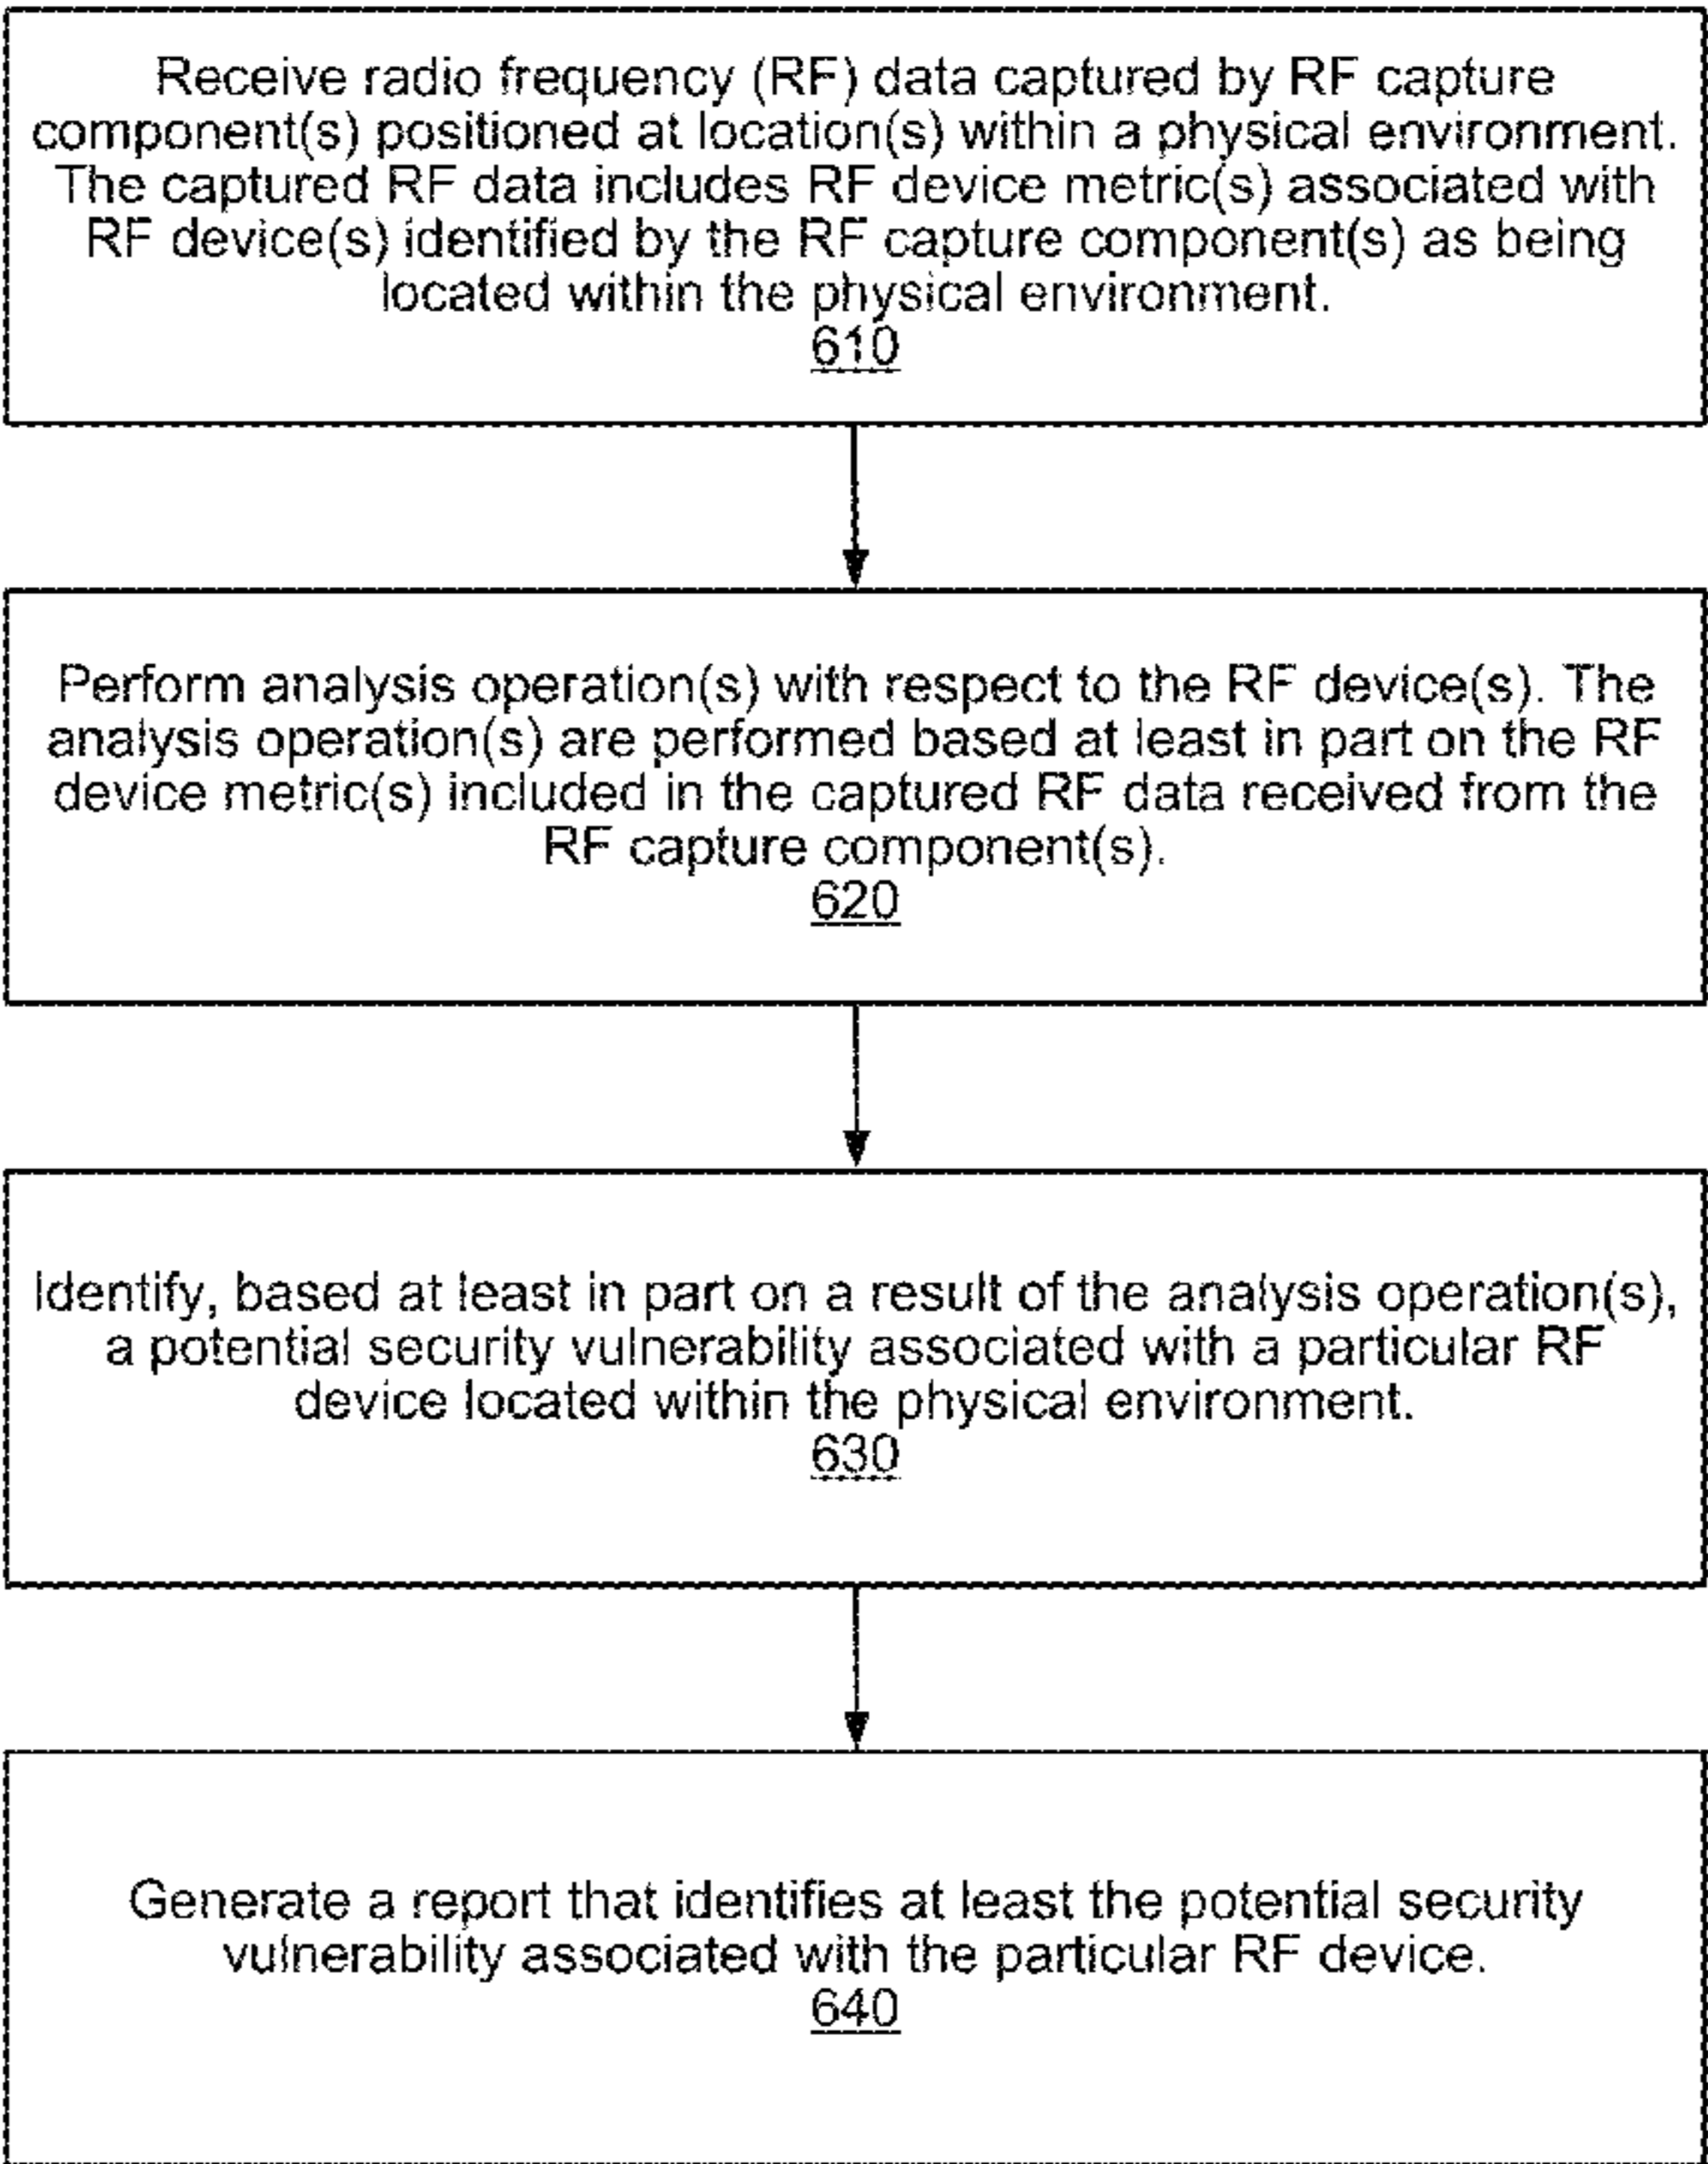 Receive radio frequency (RF) data captured by RF capture
component(s) positioned at location(s) within a physical environment.
The captured RF data includes RF device metric(s) associated with
RF device(s) identified by the RF capture component(s) as being
located within the physical environment.
610
Perform analysis operation(s) with respect to the RF device(s). The
analysis operation(s) are performed based at least in part on the RF
device metric(s) included in the captured RF data received from the
RF capture component(s).
620
Identify, based at least in part on a result of the analysis operation(s),
a potential security vulnerability associated with a particular RF
device located within the physical environment.
630
Generate a report that identifies at least the potential security
vulnerability associated with the particular RF device.
640